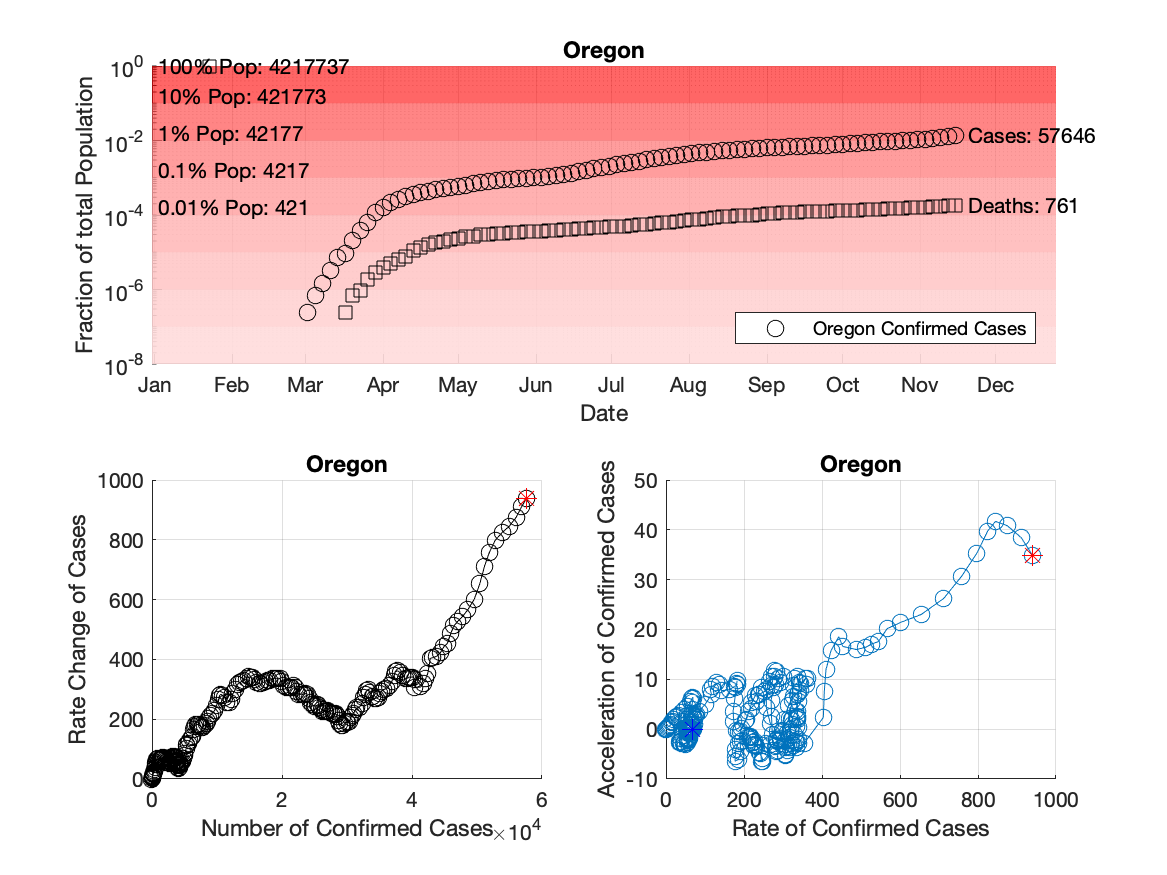 Oregon
10^0
10^-2
10^-4
10^-6
10^-8
Fraction of total Population
100% Pop: 4217737
10% Pop: 421773
1% Pop: 42177
0.1% Pop: 4217
0.01% Pop: 421
Cases: 57646
Deaths: 761
Oregon Confirmed Cases
Jan Feb Mar Apr May Jun Jul Aug Sep Oct Nov Dec
Date
Oregon
1000
800
600
400
200
0
Rate Change of Cases
0 2 4 6
Number of Confirmed Cases ×10^4
Oregon
50
40
30
20
10
0
-10
Acceleration of Confirmed Cases
0 200 400 600 800 1000
Rate of Confirmed Cases